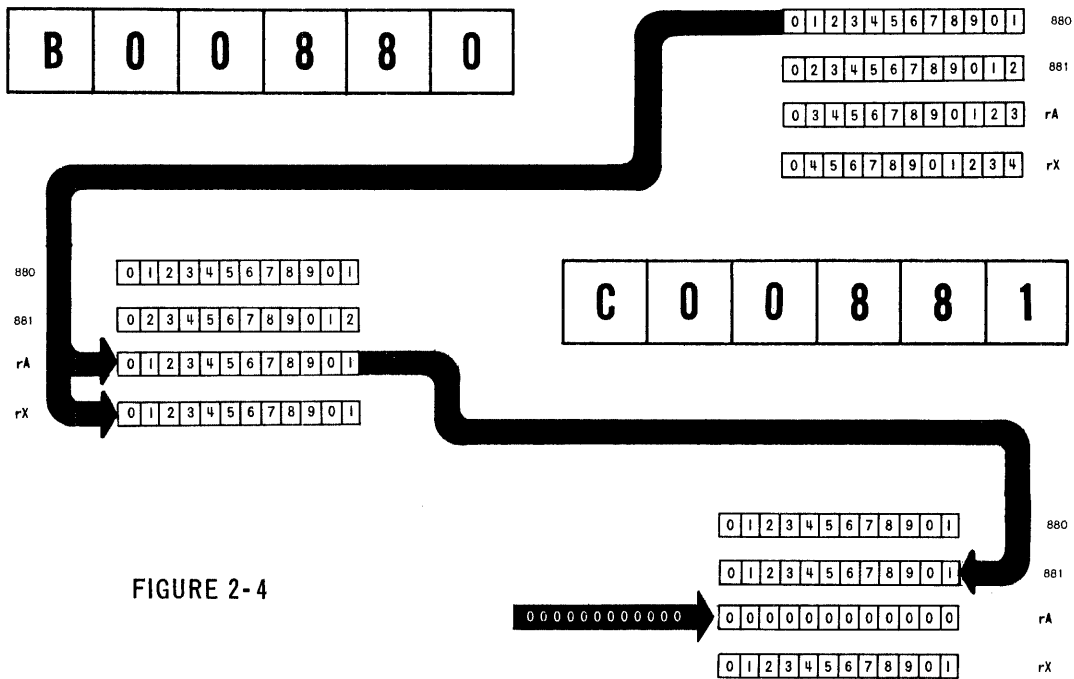 B 0 0 8 8 0
0 1 2 3 4 5 6 7 8 9 0 1 880
0 2 3 4 5 6 7 8 9 0 1 2 881
0 3 4 5 6 7 8 9 0 1 2 3 rA
0 4 5 6 7 8 9 0 1 2 3 4 rX
880 0 1 2 3 4 5 6 7 8 9 0 1
881 0 2 3 4 5 6 7 8 9 0 1 2
rA 0 1 2 3 4 5 6 7 8 9 0 1
rX 0 1 2 3 4 5 6 7 8 9 0 1
C 0 0 8 8 1
0 1 2 3 4 5 6 7 8 9 0 1 880
0 1 2 3 4 5 6 7 8 9 0 1 881
000000000000 0 0 0 0 0 0 0 0 0 0 0 0 rA
0 1 2 3 4 5 6 7 8 9 0 1 rX
FIGURE 2-4